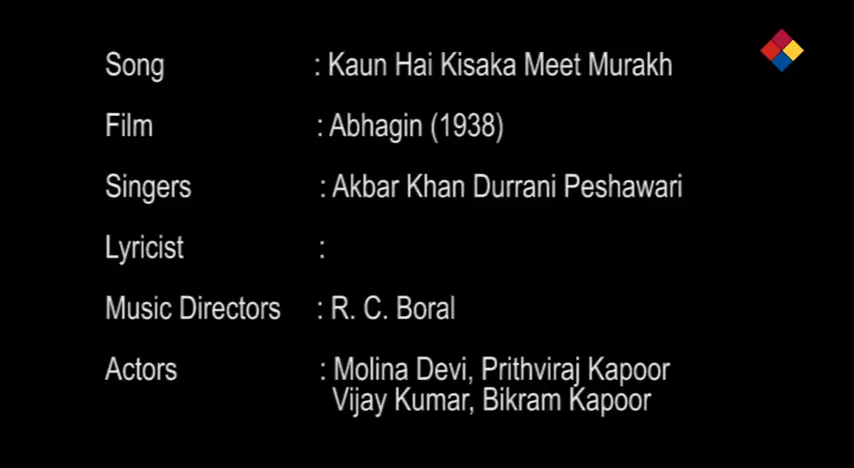 Song : Kaun Hai Kisaka Meet Murakh
Film : Abhagin (1938)
Singers : Akbar Khan Durrani Peshawari
Lyricist :
Music Directors : R. C. Boral
Actors : Molina Devi, Prithviraj Kapoor
Vijay Kumar, Bikram Kapoor